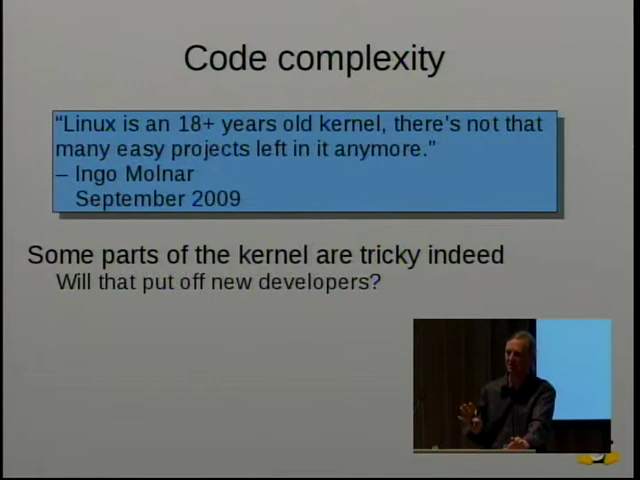 Code complexity
“Linux is an 18+ years old kernel, there's not that
many easy projects left in it anymore.”
– Ingo Molnar
September 2009
Some parts of the kernel are tricky indeed
Will that put off new developers?